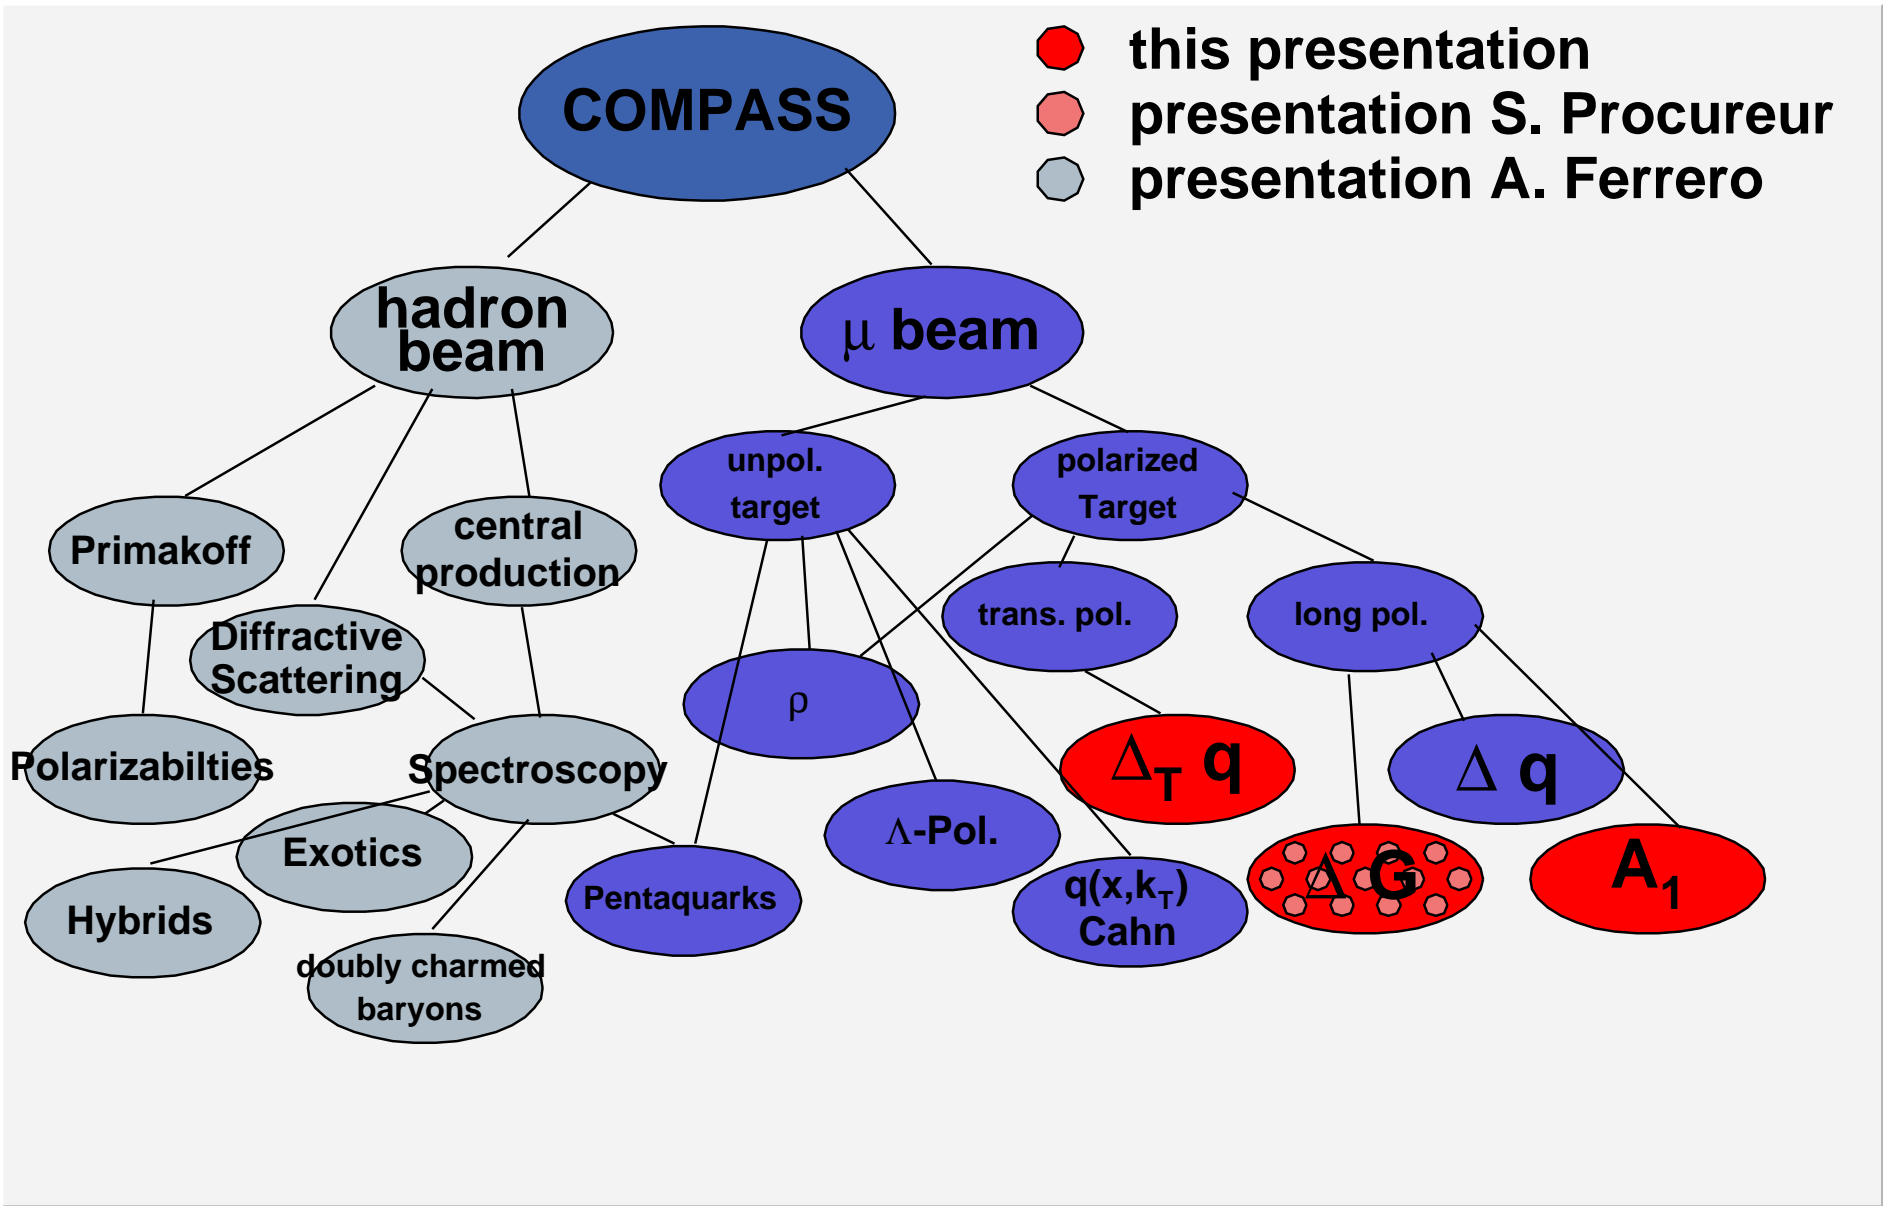 COMPASS
this presentation
presentation S. Procureur
presentation A. Ferrero
hadron
beam
μ beam
unpol.
target
polarized
Target
Primakoff
central
production
trans. pol.
long pol.
Diffractive
Scattering
ρ
Polarizabilties
Spectroscopy
Δ_T q
Δ q
Λ-Pol.
Exotics
Δ G
A_1
Hybrids
Pentaquarks
q(x,k_T)
Cahn
doubly charmed
baryons